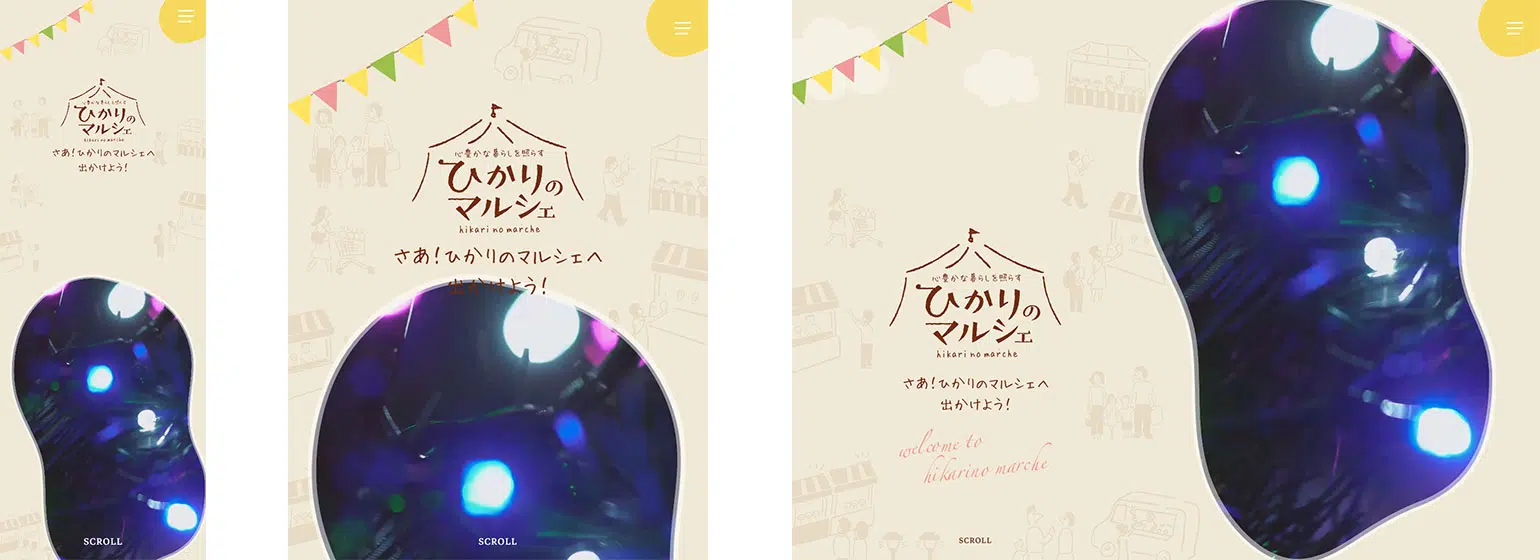 心豊かな暮らしを照らす
ひかりの
マルシェ
hikari no marche
さあ！ひかりのマルシェへ
出かけよう！
SCROLL
心豊かな暮らしを照らす
ひかりの
マルシェ
hikari no marche
さあ！ひかりのマルシェへ
出かけよう！
SCROLL
心豊かな暮らしを照らす
ひかりの
マルシェ
hikari no marche
さあ！ひかりのマルシェへ
出かけよう！
welcome to
hikarino marche
SCROLL